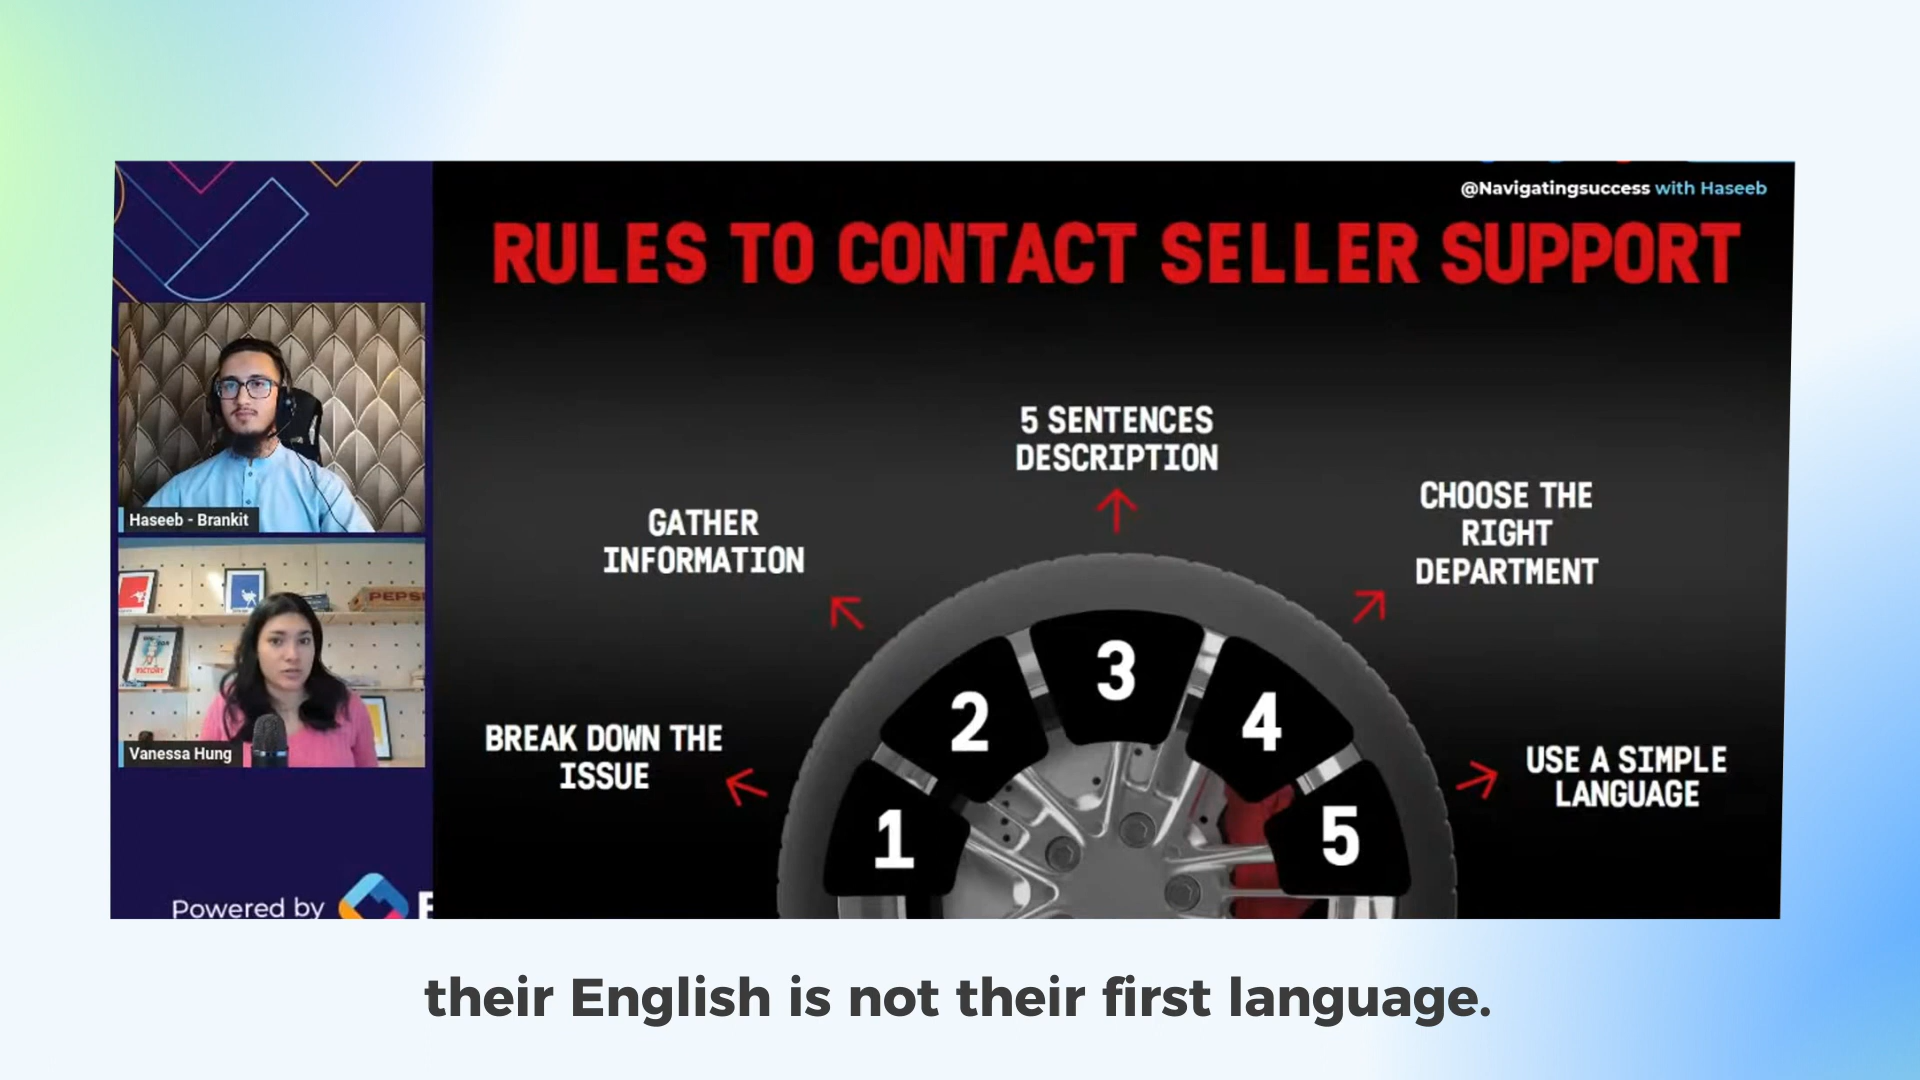 @Navigatingsuccess with Haseeb
RULES TO CONTACT SELLER SUPPORT
5 SENTENCES
DESCRIPTION
GATHER
INFORMATION
CHOOSE THE
RIGHT
DEPARTMENT
BREAK DOWN THE
ISSUE
USE A SIMPLE
LANGUAGE
1
2
3
4
5
Haseeb - Brankit
PEPSI
VICTORY
Vanessa Hung
Powered by
their English is not their first language.